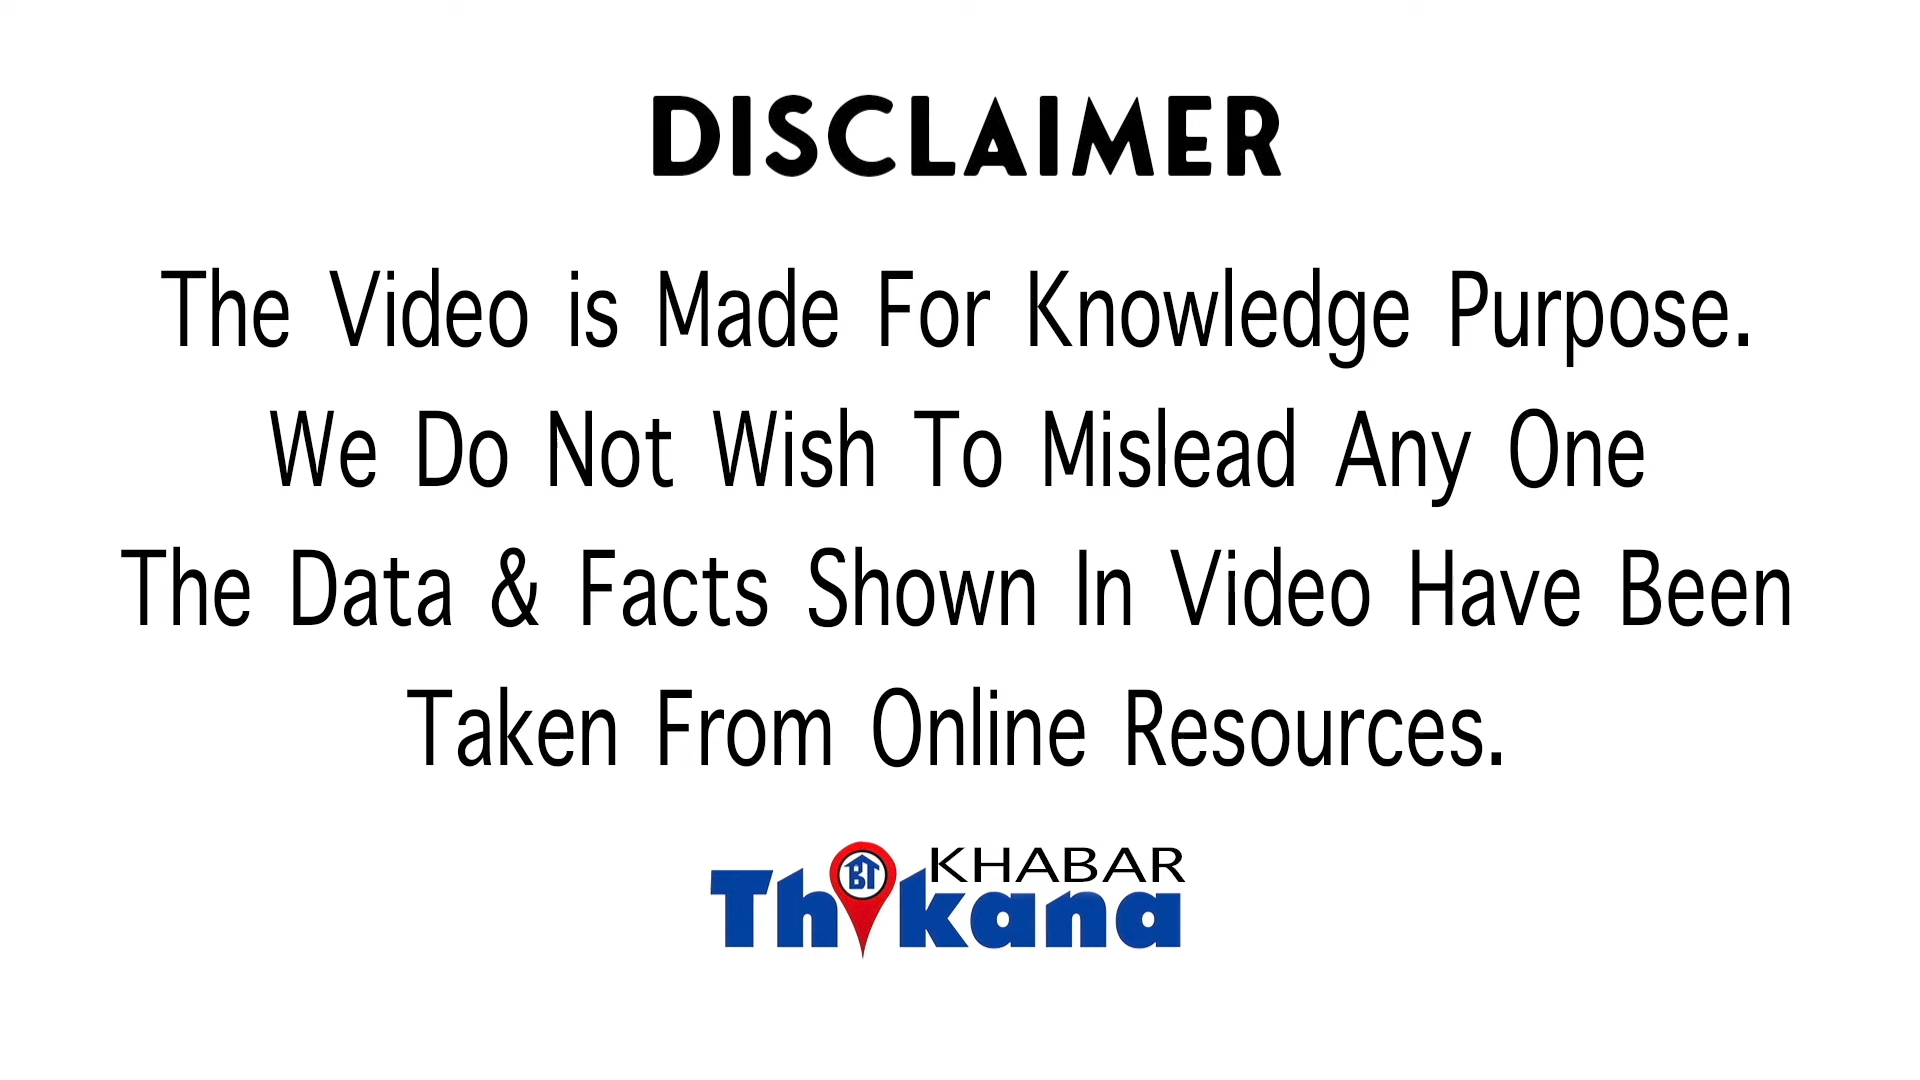 DISCLAIMER
The Video is Made For Knowledge Purpose.
We Do Not Wish To Mislead Any One
The Data & Facts Shown In Video Have Been
Taken From Online Resources.
KHABAR
BT
Thikana